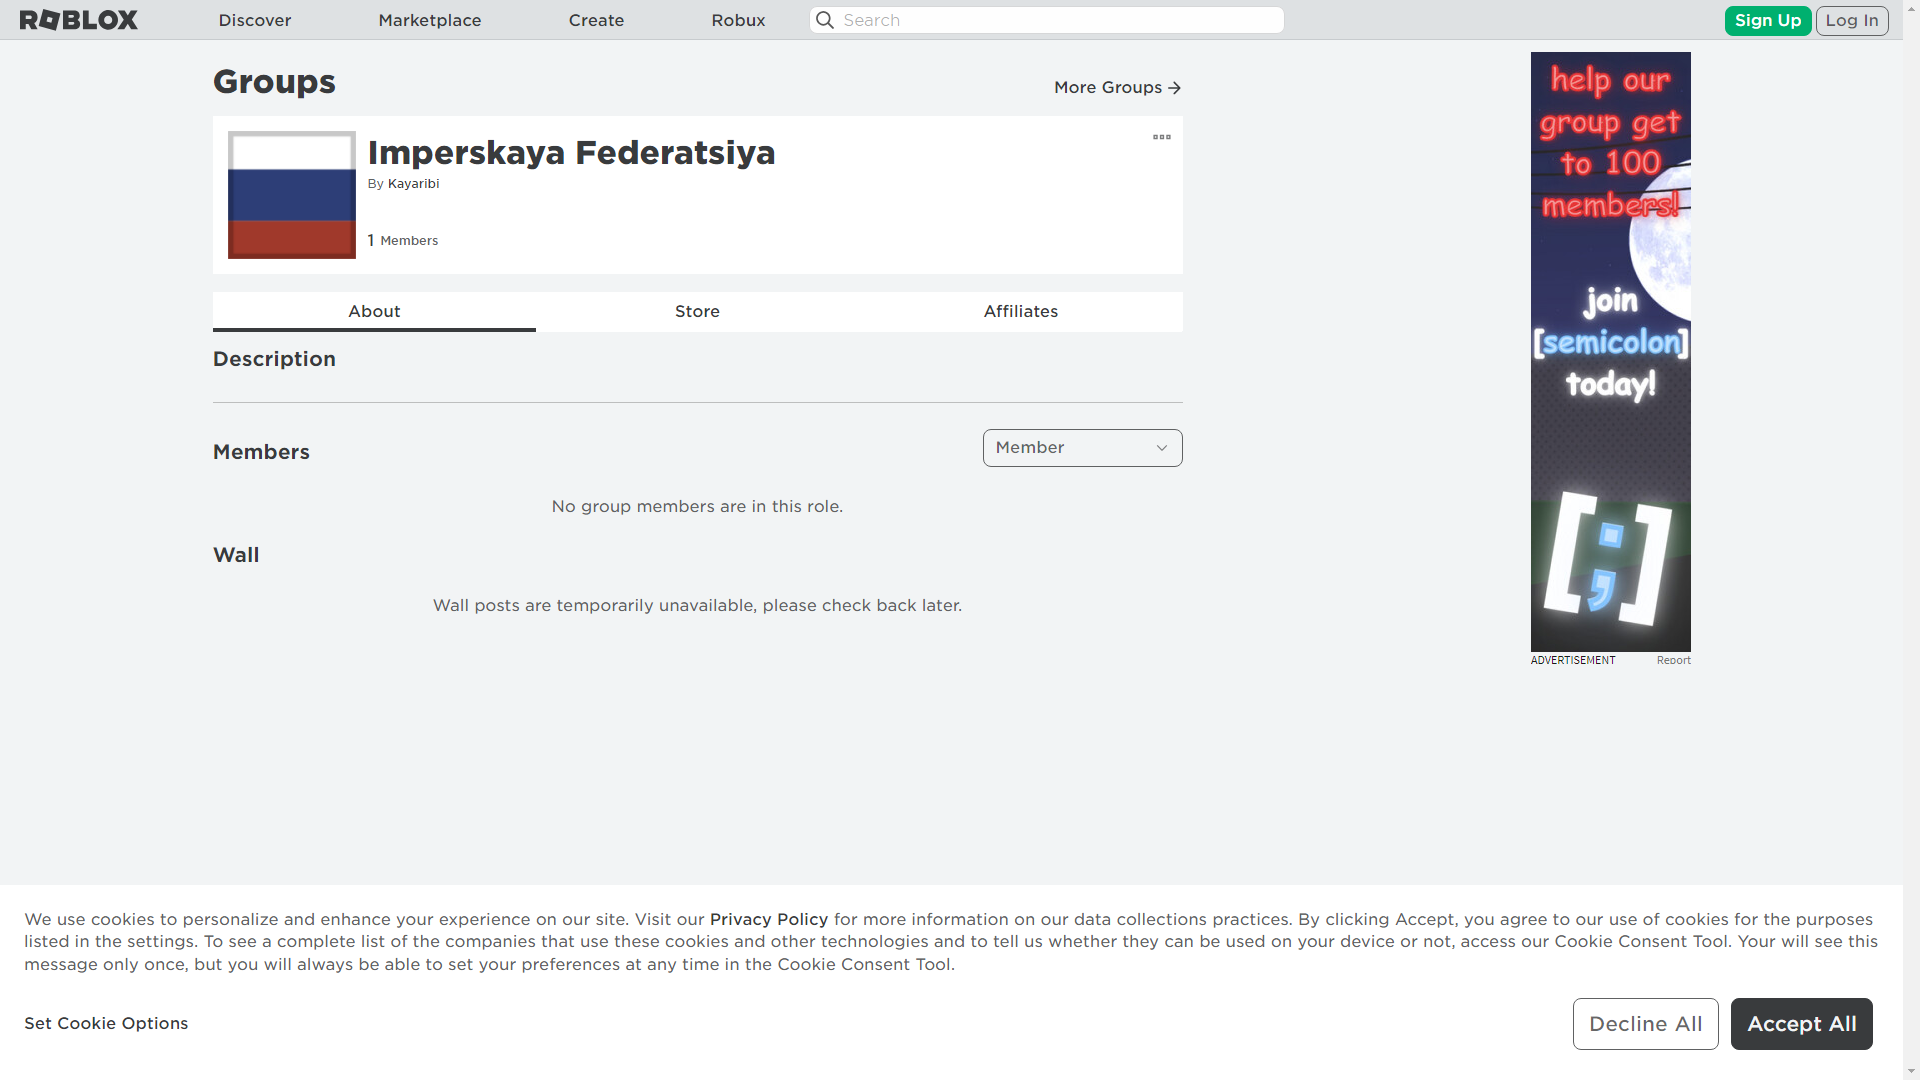 ROBLOX
Discover
Marketplace
Create
Robux
Search
Sign Up
Log In
Groups
More Groups
Imperskaya Federatsiya
By Kayaribi
1 Members
About
Store
Affiliates
Description
Members
Member
No group members are in this role.
Wall
Wall posts are temporarily unavailable, please check back later.
help our
group get
to 100
members!
join
[semicolon]
today!
[;]
ADVERTISEMENT
Report
We use cookies to personalize and enhance your experience on our site. Visit our Privacy Policy for more information on our data collections practices. By clicking Accept, you agree to our use of cookies for the purposes
listed in the settings. To see a complete list of the companies that use these cookies and other technologies and to tell us whether they can be used on your device or not, access our Cookie Consent Tool. Your will see this
message only once, but you will always be able to set your preferences at any time in the Cookie Consent Tool.
Set Cookie Options
Decline All
Accept All